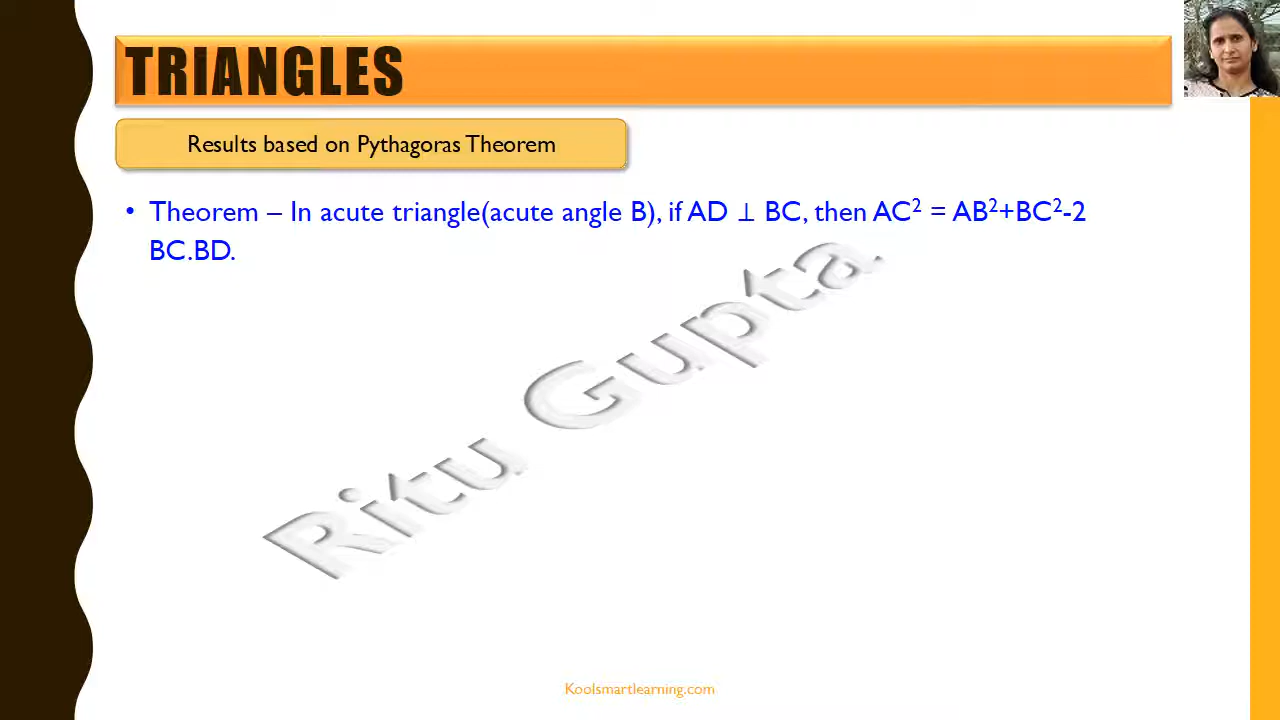 TRIANGLES
Results based on Pythagoras Theorem
• Theorem – In acute triangle(acute angle B), if AD ⊥ BC, then AC² = AB²+BC²-2
BC.BD.
Ritu Gupta
Koolsmartlearning.com